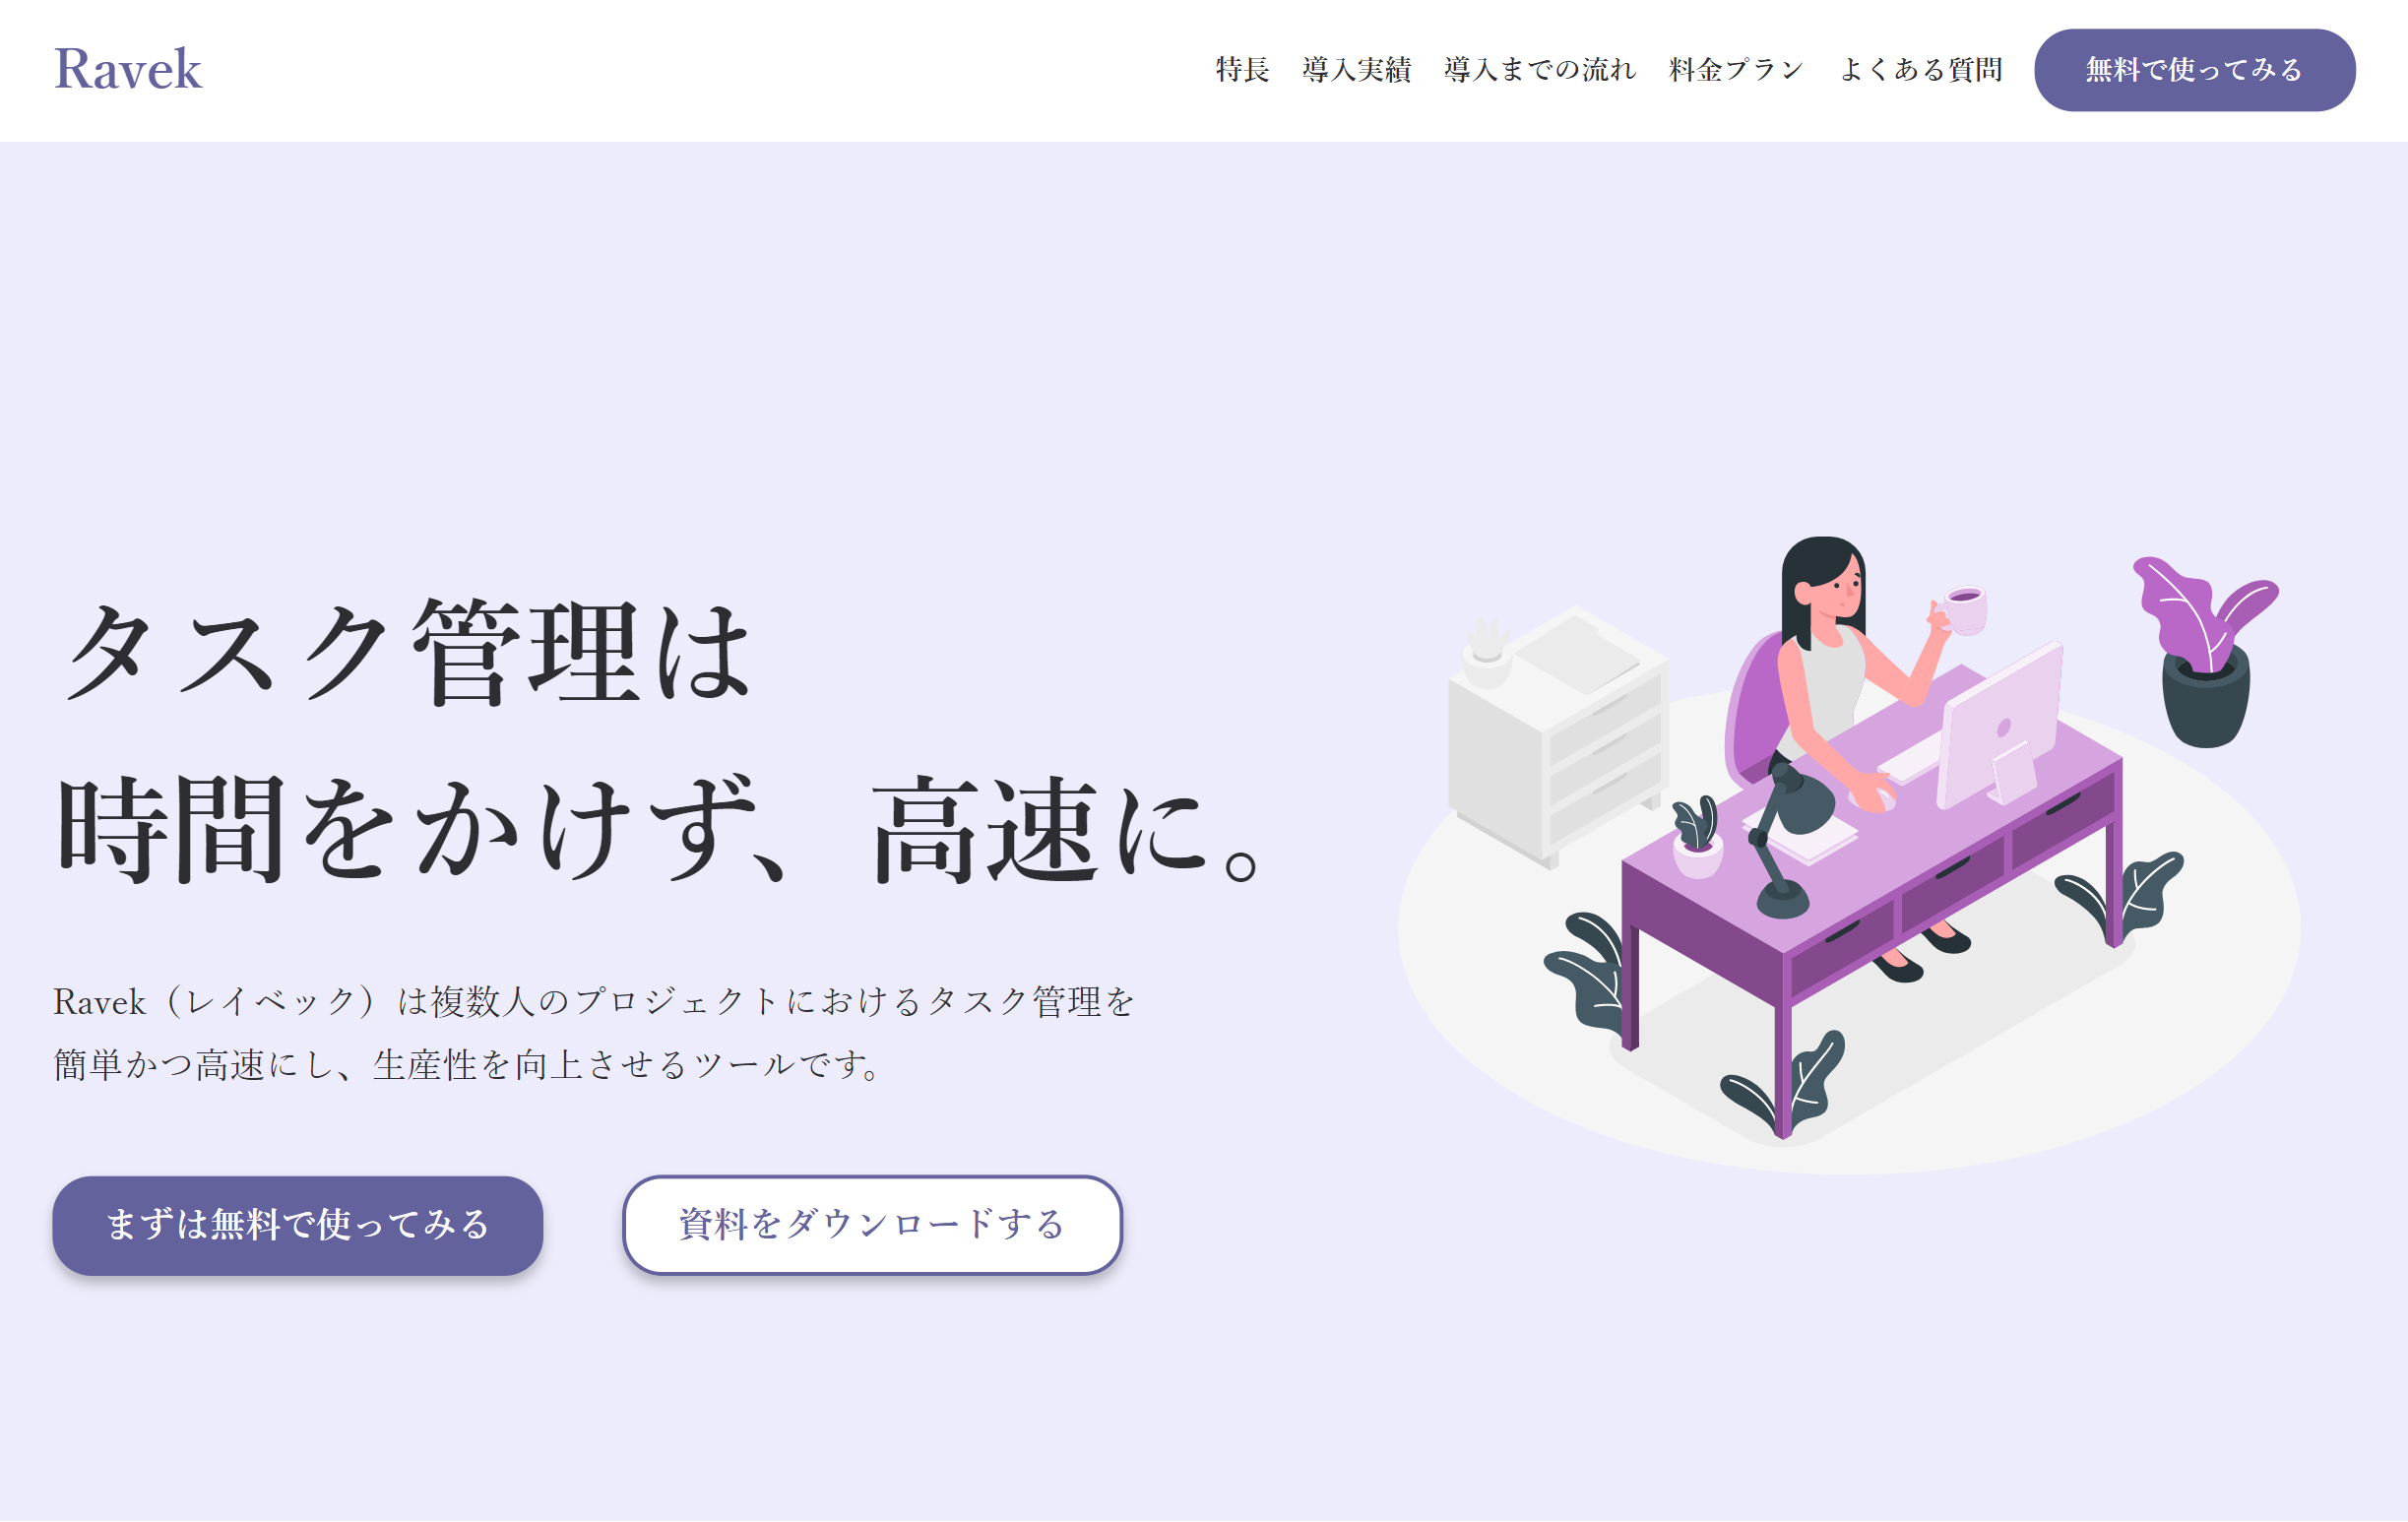 Ravek
特長
導入実績
導入までの流れ
料金プラン
よくある質問
無料で使ってみる
タスク管理は
時間をかけず、高速に。
Ravek（レイベック）は複数人のプロジェクトにおけるタスク管理を
簡単かつ高速にし、生産性を向上させるツールです。
まずは無料で使ってみる
資料をダウンロードする